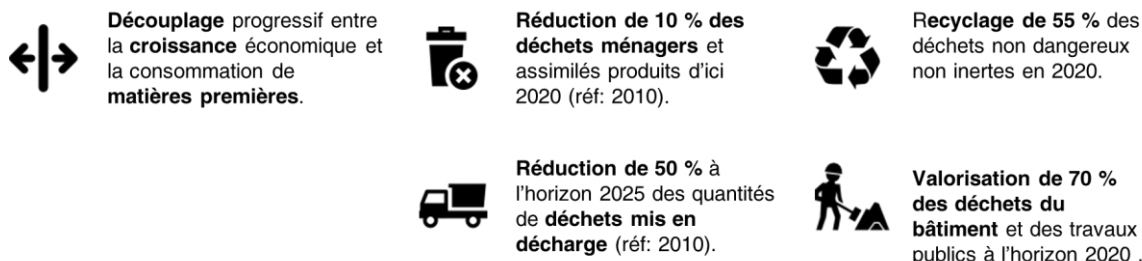 Découplage progressif entre
la croissance économique et
la consommation de
matières premières.
Réduction de 10 % des
déchets ménagers et
assimilés produits d'ici
2020 (réf: 2010).
Recyclage de 55 % des
déchets non dangereux
non inertes en 2020.
Réduction de 50 % à
l'horizon 2025 des quantités
de déchets mis en
décharge (réf: 2010).
Valorisation de 70 %
des déchets du
bâtiment et des travaux
publics à l'horizon 2020 .